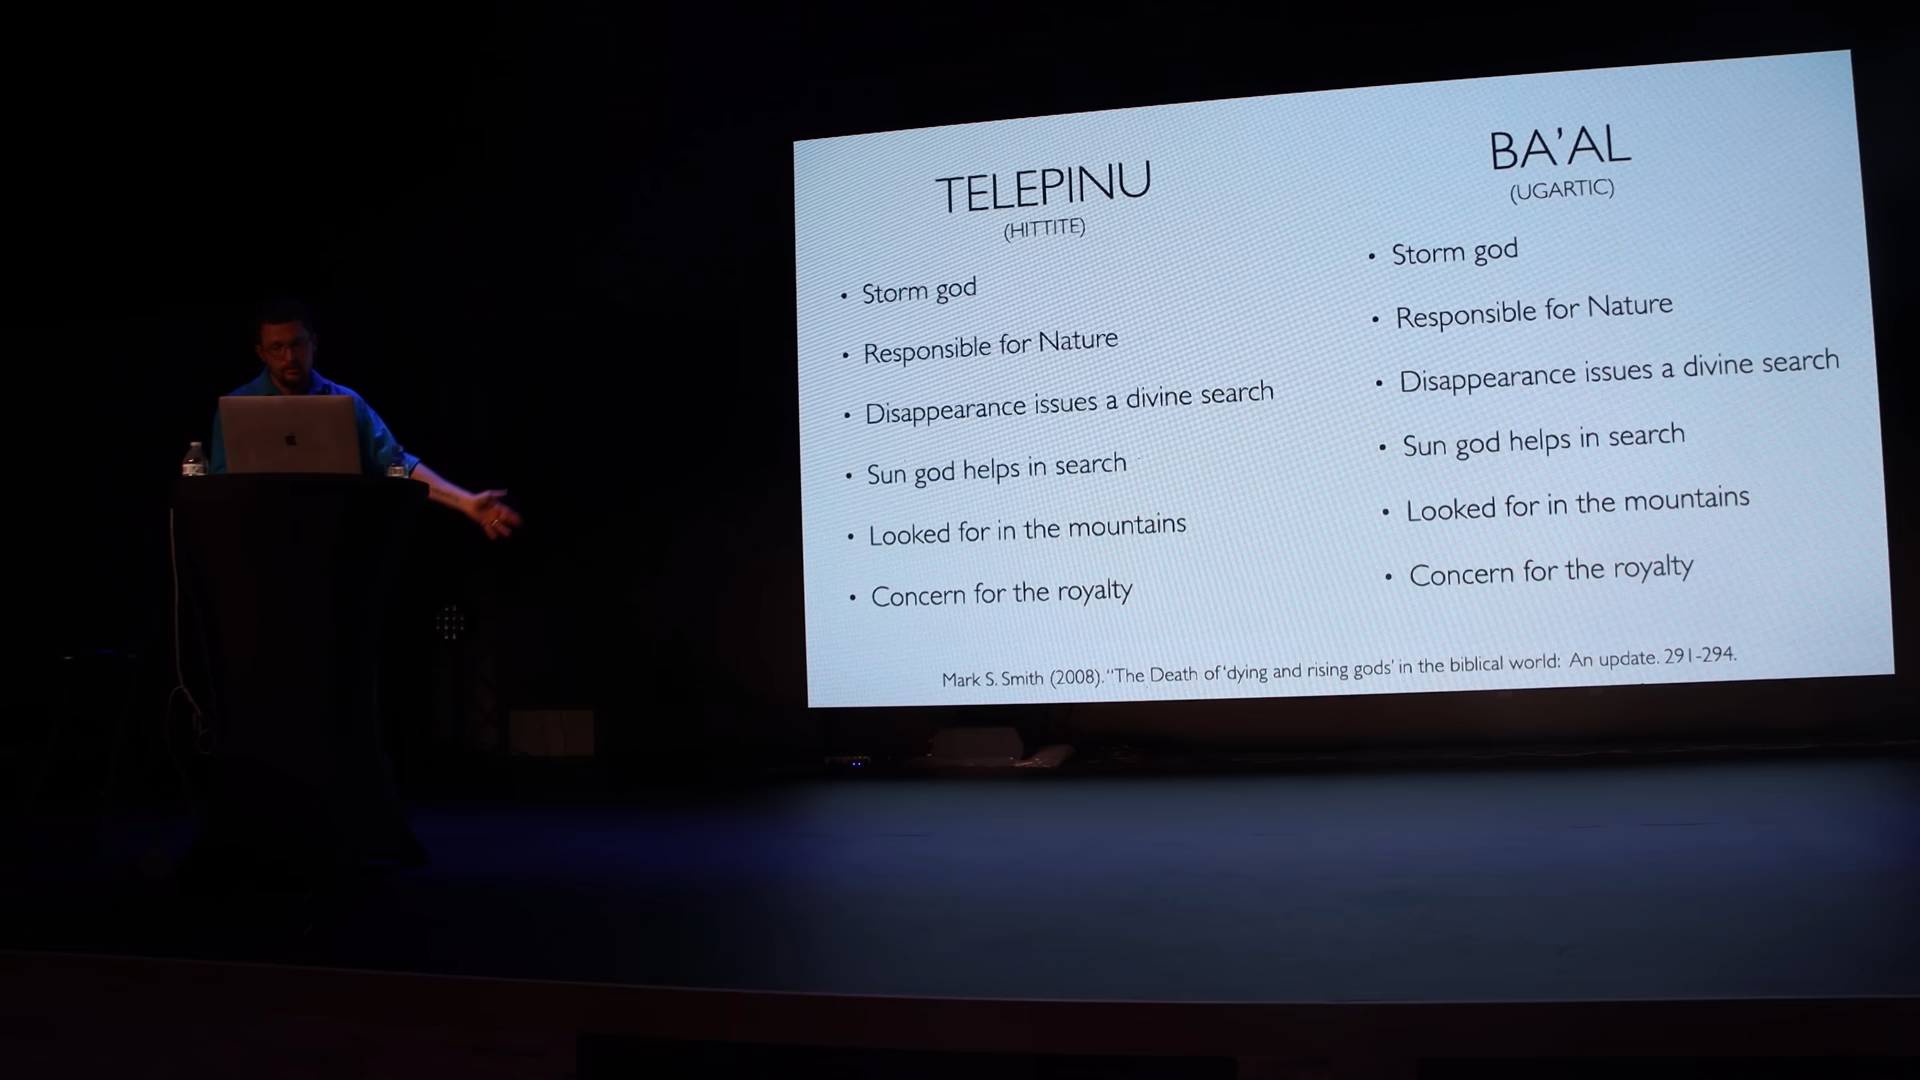 TELEPINU
(HITTITE)
• Storm god
• Responsible for Nature
• Disappearance issues a divine search
• Sun god helps in search
• Looked for in the mountains
• Concern for the royalty
BA'AL
(UGARTIC)
• Storm god
• Responsible for Nature
• Disappearance issues a divine search
• Sun god helps in search
• Looked for in the mountains
• Concern for the royalty
Mark S. Smith (2008). "The Death of 'dying and rising gods' in the biblical world: An update. 291-294.